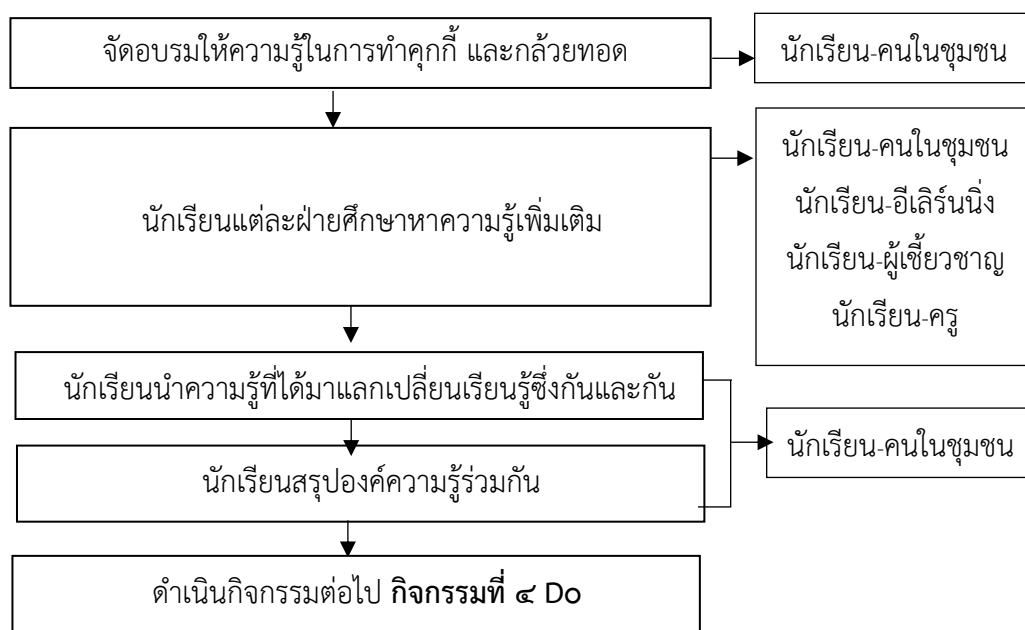 จัดอบรมให้ความรู้ในการทำคุกกี้ และกล้วยทอด
นักเรียน-คนในชุมชน
นักเรียนแต่ละฝ่ายศึกษาหาความรู้เพิ่มเติม
นักเรียน-คนในชุมชน
นักเรียน-อีเลิร์นนิ่ง
นักเรียน-ผู้เชี้ยวชาญ
นักเรียน-ครู
นักเรียนนำความรู้ที่ได้มาแลกเปลี่ยนเรียนรู้ซึ่งกันและกัน
นักเรียนสรุปองค์ความรู้ร่วมกัน
นักเรียน-คนในชุมชน
ดำเนินกิจกรรมต่อไป กิจกรรมที่ ๔ Do